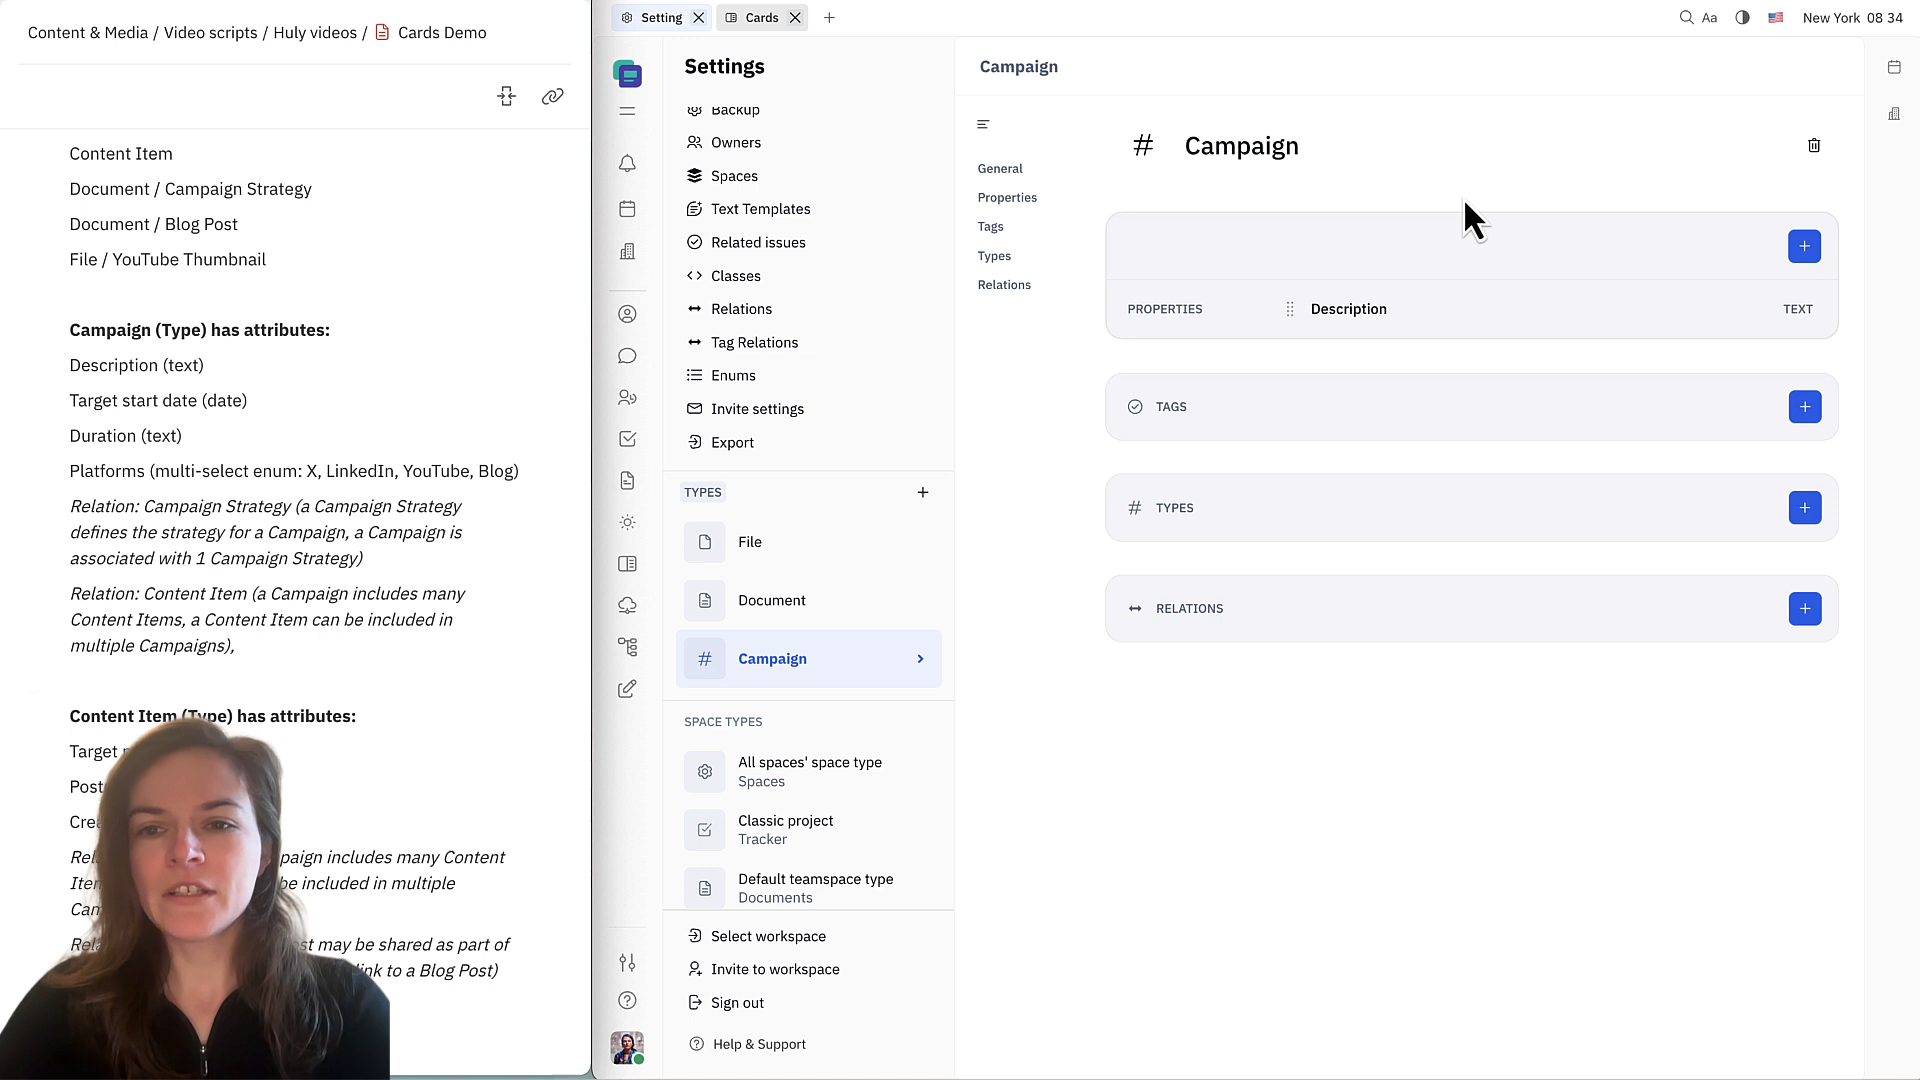 Content & Media / Video scripts / Huly videos / Cards Demo
Content Item
Document / Campaign Strategy
Document / Blog Post
File / YouTube Thumbnail
Campaign (Type) has attributes:
Description (text)
Target start date (date)
Duration (text)
Platforms (multi-select enum: X, LinkedIn, YouTube, Blog)
Relation: Campaign Strategy (a Campaign Strategy
defines the strategy for a Campaign, a Campaign is
associated with 1 Campaign Strategy)
Relation: Content Item (a Campaign includes many
Content Items, a Content Item can be included in
multiple Campaigns),
Content Item (Type) has attributes:
Target
Post
includes many Content
be included in multiple
may be shared as part of
link to a Blog Post)
Setting
Cards
Aa
New York 08 34
Settings
Backup
Owners
Spaces
Text Templates
Related issues
Classes
Relations
Tag Relations
Enums
Invite settings
Export
TYPES
File
Document
Campaign
SPACE TYPES
All spaces' space type
Spaces
Classic project
Tracker
Default teamspace type
Documents
Select workspace
Invite to workspace
Sign out
Help & Support
Campaign
General
Properties
Tags
Types
Relations
# Campaign
PROPERTIES
Description
TEXT
TAGS
# TYPES
RELATIONS